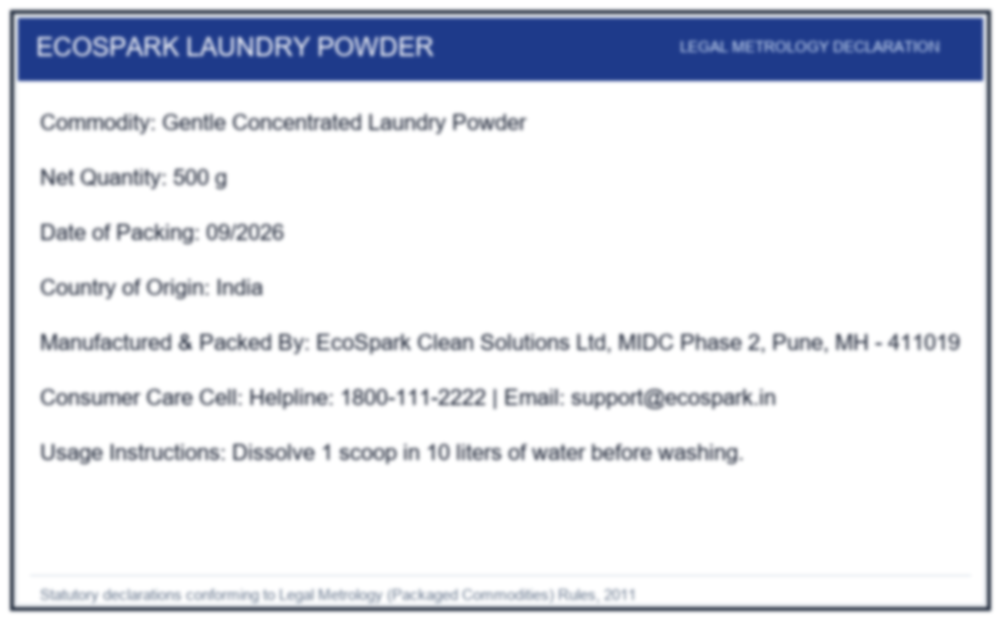 ECOSPARK LAUNDRY POWDER
LEGAL METROLOGY DECLARATION
Commodity: Gentle Concentrated Laundry Powder
Net Quantity: 500 g
Date of Packing: 09/2026
Country of Origin: India
Manufactured & Packed By: EcoSpark Clean Solutions Ltd, MIDC Phase 2, Pune, MH - 411019
Consumer Care Cell: Helpline: 1800-111-2222 | Email: support@ecospark.in
Usage Instructions: Dissolve 1 scoop in 10 liters of water before washing.
Statutory declarations conforming to Legal Metrology (Packaged Commodities) Rules, 2011